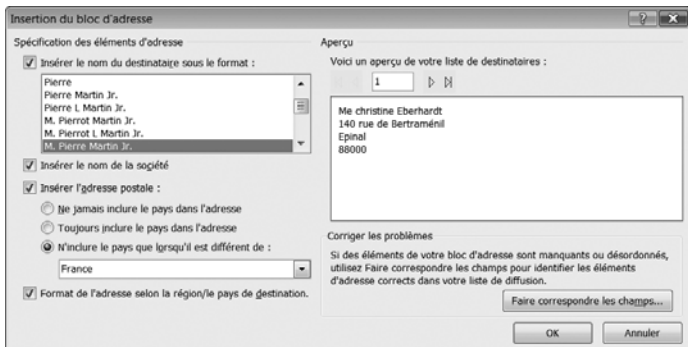 Insertion du bloc d'adresse
Spécification des éléments d'adresse
Insérer le nom du destinataire sous le format :
Pierre
Pierre Martin Jr.
Pierre L Martin Jr.
M. Pierrot Martin Jr.
M. Pierrot L Martin Jr.
M. Pierre Martin Jr.
Insérer le nom de la société
Insérer l'adresse postale :
Ne jamais inclure le pays dans l'adresse
Toujours inclure le pays dans l'adresse
N'inclure le pays que lorsqu'il est différent de :
France
Format de l'adresse selon la région/le pays de destination.
Aperçu
Voici un aperçu de votre liste de destinataires :
1
Me christine Eberhardt
140 rue de Bertraménil
Epinal
88000
Corriger les problèmes
Si des éléments de votre bloc d'adresse sont manquants ou désordonnés,
utilisez Faire correspondre les champs pour identifier les éléments
d'adresse corrects dans votre liste de diffusion.
Faire correspondre les champs...
OK
Annuler